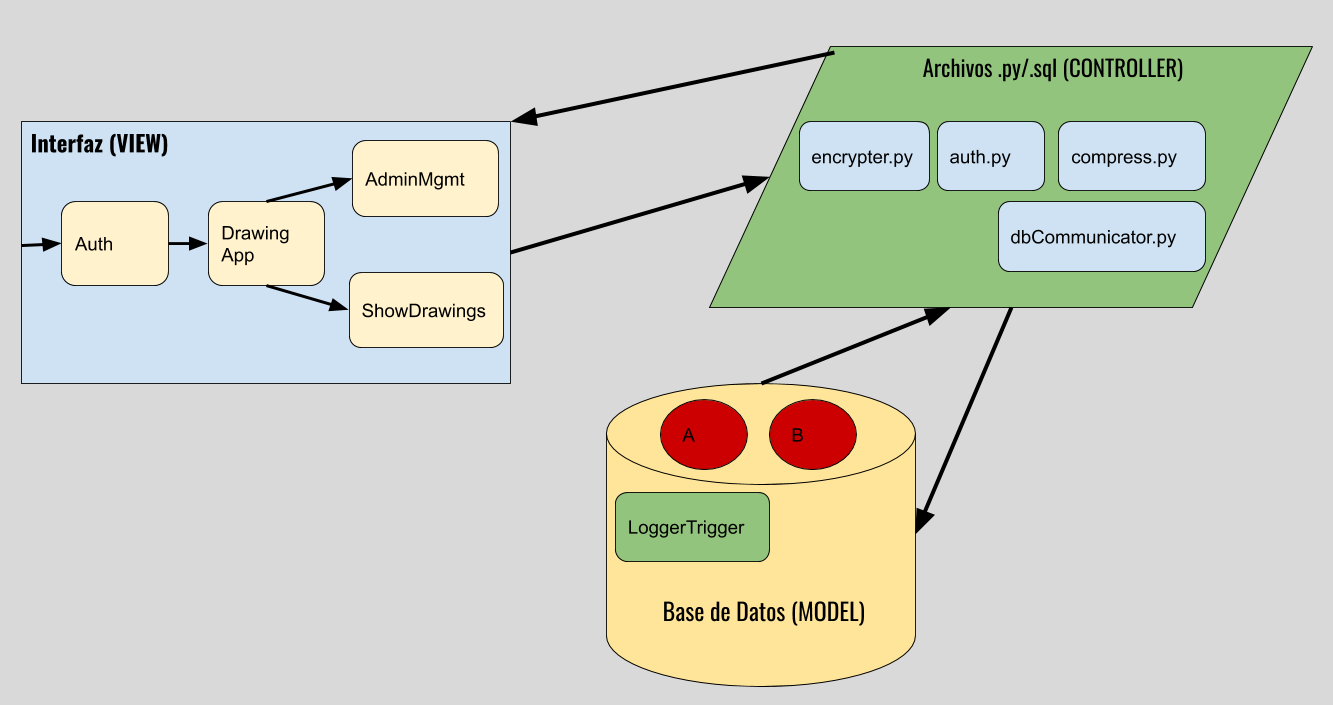 Archivos .py/.sql (CONTROLLER)
encrypter.py
auth.py
compress.py
dbCommunicator.py
Interfaz (VIEW)
AdminMgmt
Auth
Drawing
App
ShowDrawings
A
B
LoggerTrigger
Base de Datos (MODEL)